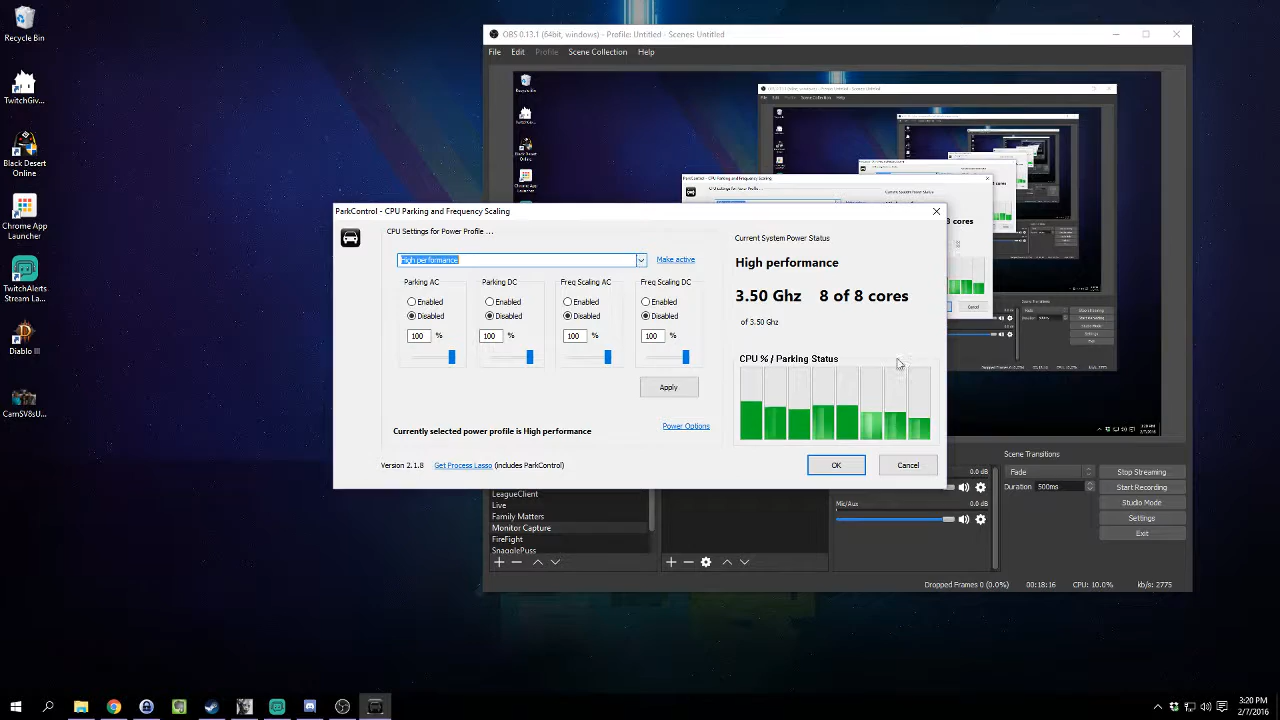 Recycle Bin
TwitchGiv...
Black Desert
Online
Chrome App
Launcher
TwitchAlerts
Stream La...
Diablo III
CamSV8sU...
OBS 0.13.1 (64bit, windows) - Profile: Untitled - Scenes: Untitled
File Edit Profile Scene Collection Help
ParkControl - CPU Parking and Frequency Scaling
CPU Settings for Power Profile ...
High performance
Make active
Parking AC Parking DC Freq Scaling AC Freq Scaling DC
Enabled Enabled Enabled Enabled
Disabled Disabled Disabled Disabled
100 % 100 % 100 % 100 %
Apply
Currently selected power profile is High performance
Power Options
Version 2.1.8 Get Process Lasso (includes ParkControl)
Current System Power Status
High performance
3.50 Ghz 8 of 8 cores
of 3.50 Ghz
CPU % / Parking Status
OK Cancel
LeagueClient
Live
Family Matters
Monitor Capture
FireFight
SnagglePuss
0.0 dB
Mic/Aux 0.0 dB
Scene Transitions
Fade
Duration 500ms
Stop Streaming
Start Recording
Studio Mode
Settings
Exit
Dropped Frames 0 (0.0%) 00:18:16 CPU: 10.0% kb/s: 2775
3:20 PM
2/7/2016